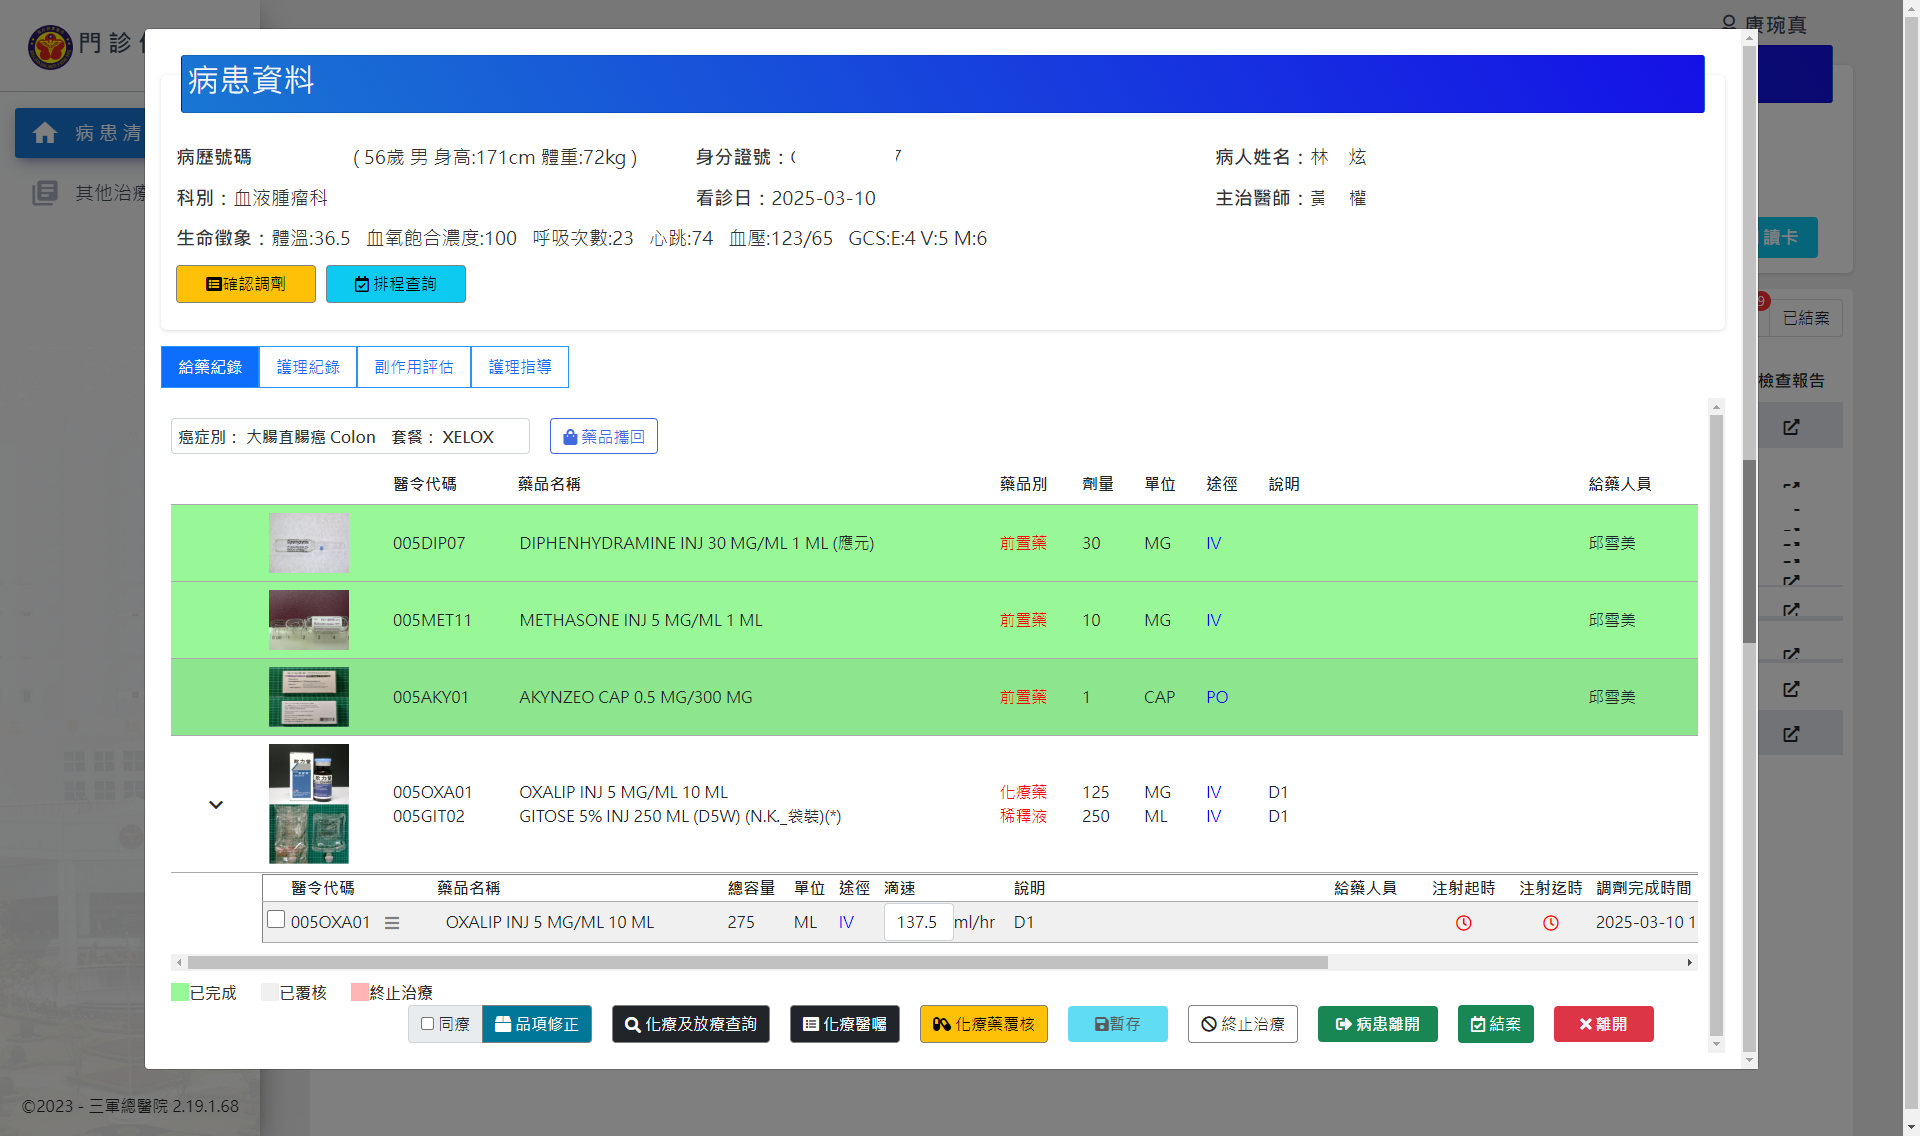 門診
康琬真
病患資料
病患清
其他治療
病歷號碼 ( 56歲 男 身高:171cm 體重:72kg ) 身分證號： 病人姓名：林 炫
科別：血液腫瘤科 看診日：2025-03-10 主治醫師：黃 權
生命徵象：體溫:36.5 血氧飽合濃度:100 呼吸次數:23 心跳:74 血壓:123/65 GCS:E:4 V:5 M:6
讀卡
確認調劑 排程查詢
9
已結案
給藥紀錄 護理紀錄 副作用評估 護理指導
檢查報告
癌症別： 大腸直腸癌 Colon 套餐： XELOX 藥品攜回
醫令代碼 藥品名稱 藥品別 劑量 單位 途徑 說明 給藥人員
005DIP07 DIPHENHYDRAMINE INJ 30 MG/ML 1 ML (應元) 前置藥 30 MG IV 邱雪美
005MET11 METHASONE INJ 5 MG/ML 1 ML 前置藥 10 MG IV 邱雪美
005AKY01 AKYNZEO CAP 0.5 MG/300 MG 前置藥 1 CAP PO 邱雪美
005OXA01 OXALIP INJ 5 MG/ML 10 ML 化療藥 125 MG IV D1
005GIT02 GITOSE 5% INJ 250 ML (D5W) (N.K._袋裝)(*) 稀釋液 250 ML IV D1
醫令代碼 藥品名稱 總容量 單位 途徑 滴速 說明 給藥人員 注射起時 注射迄時 調劑完成時間
005OXA01 OXALIP INJ 5 MG/ML 10 ML 275 ML IV 137.5 ml/hr D1 2025-03-10 1
已完成 已覆核 終止治療
同療 品項修正 化療及放療查詢 化療醫囑 化療藥覆核 暫存 終止治療 病患離開 結案 離開
©2023 - 三軍總醫院 2.19.1.68